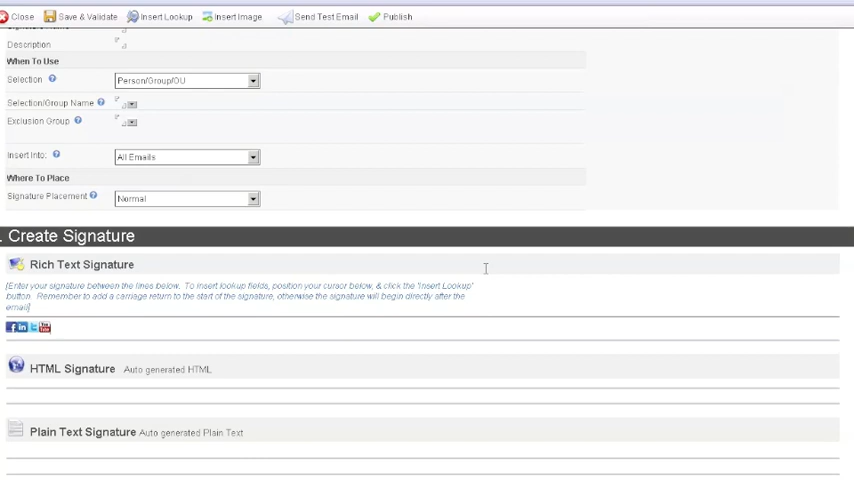 Close Save & Validate Insert Lookup Insert Image Send Test Email Publish
Description
When To Use
Selection Person/Group/OU
Selection/Group Name
Exclusion Group
Insert Into: All Emails
Where To Place
Signature Placement Normal
. Create Signature
Rich Text Signature
[Enter your signature between the lines below. To insert lookup fields, position your cursor below, & click the 'Insert Lookup'
button. Remember to add a carriage return to the start of the signature, otherwise the signature will begin directly after the
email]
HTML Signature Auto generated HTML
Plain Text Signature Auto generated Plain Text